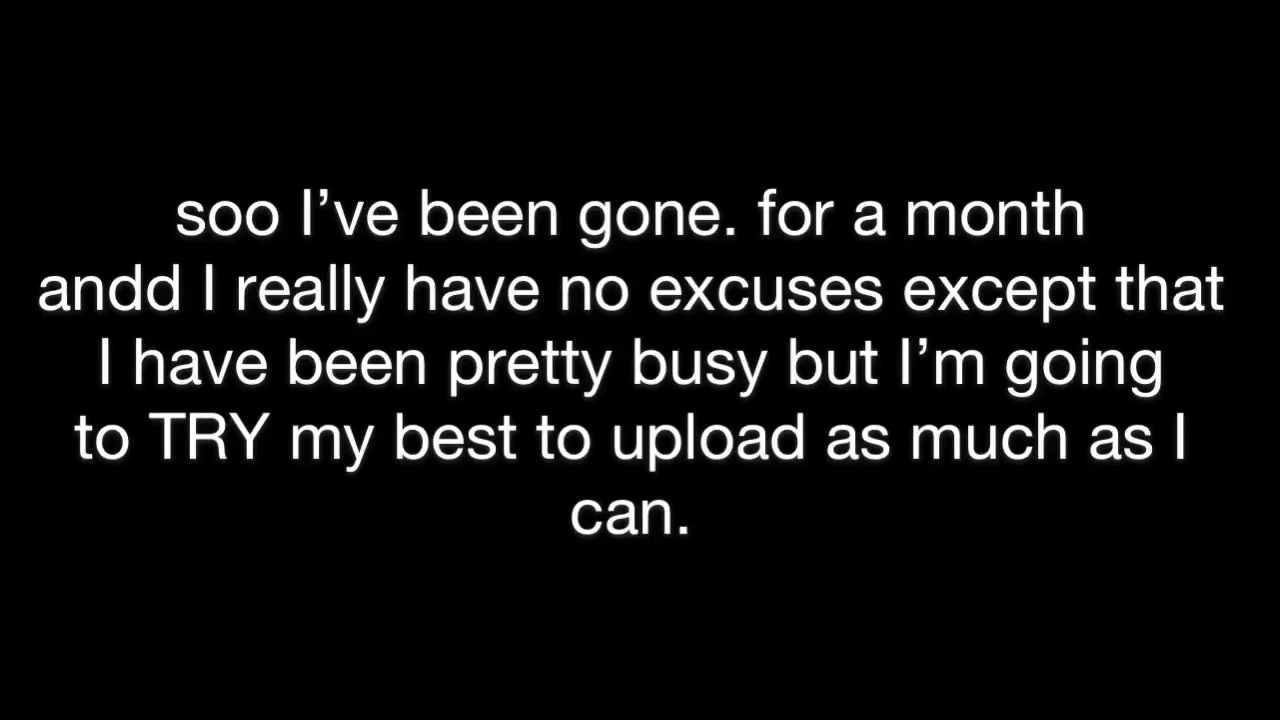 soo I’ve been gone. for a month
andd I really have no excuses except that
I have been pretty busy but I’m going
to TRY my best to upload as much as I
can.